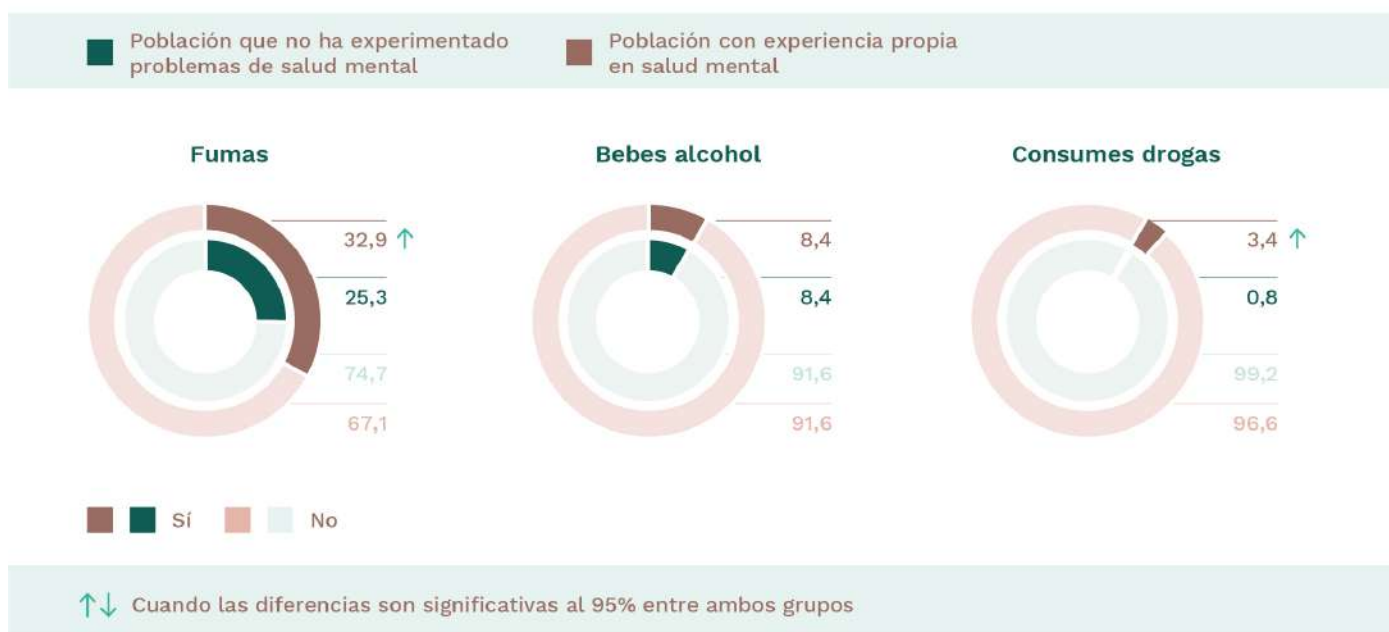 Población que no ha experimentado
problemas de salud mental
Población con experiencia propia
en salud mental
Fumas
32,9 ↑
25,3
74,7
67,1
Bebes alcohol
8,4
8,4
91,6
91,6
Consumes drogas
3,4 ↑
0,8
99,2
96,6
Sí
No
↑↓ Cuando las diferencias son significativas al 95% entre ambos grupos